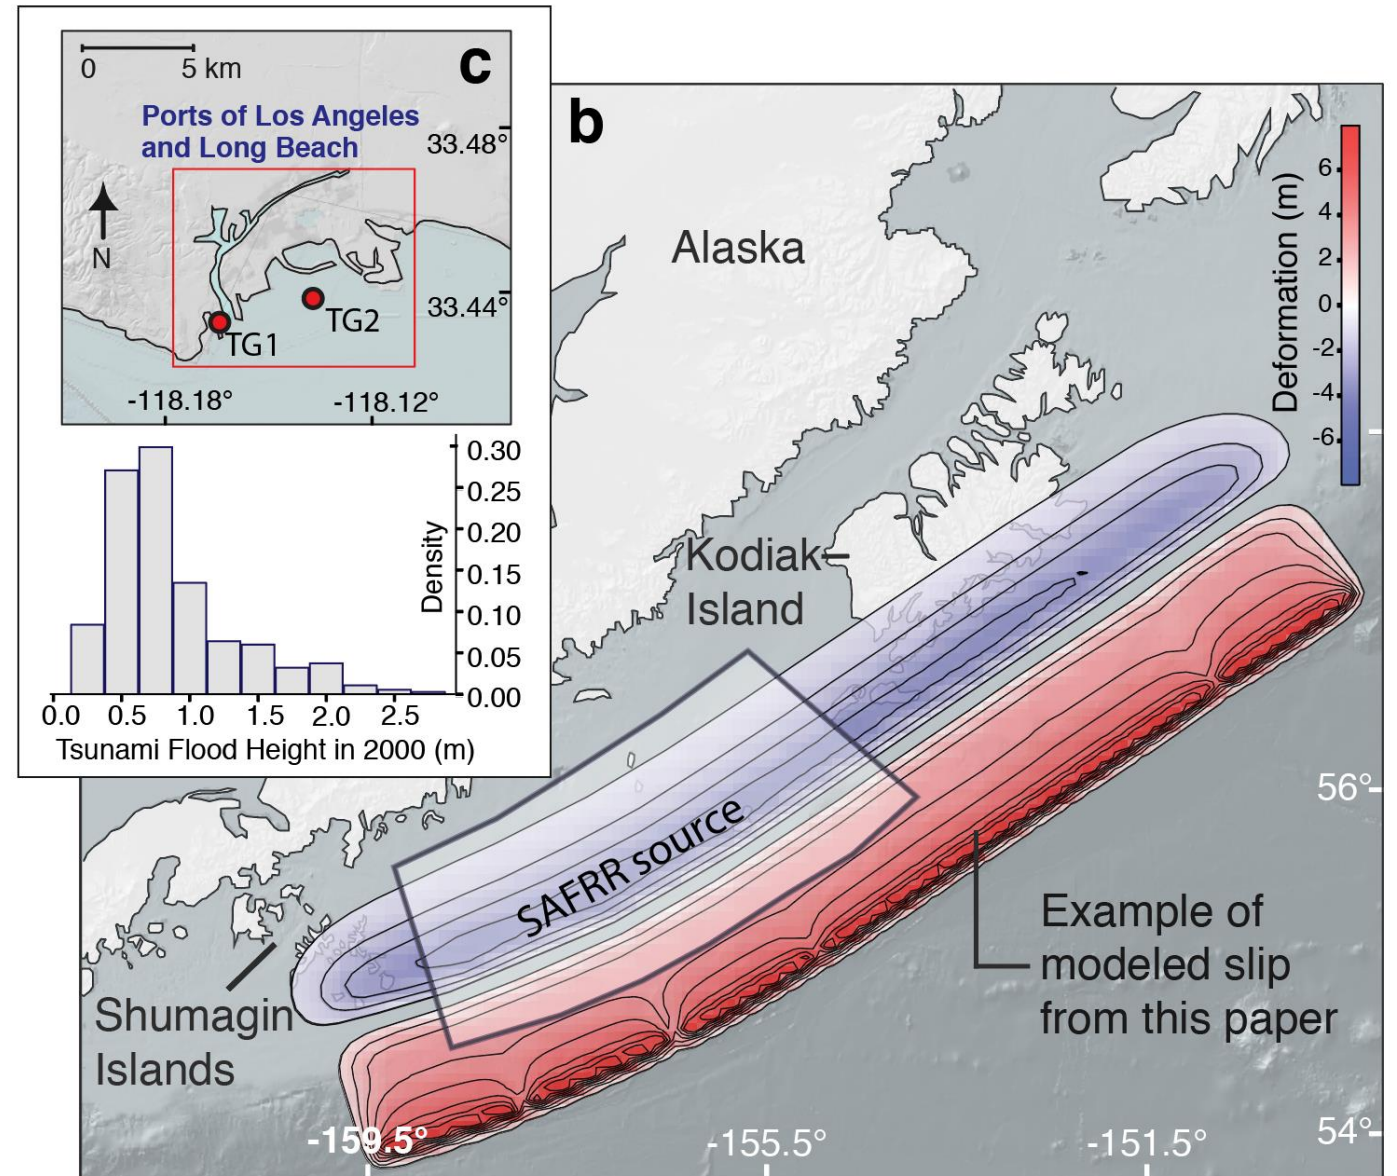 c
0 5 km
Ports of Los Angeles
and Long Beach
33.48°
N
33.44°
TG2
TG1
-118.18° -118.12°
0.30
0.25
0.20
0.15
0.10
0.05
0.00
Density
0.0 0.5 1.0 1.5 2.0 2.5
Tsunami Flood Height in 2000 (m)
b
Alaska
Deformation (m)
6
4
2
0
-2
-4
-6
Kodiak
Island
SAFRR source
56°
Example of
modeled slip
from this paper
Shumagin
Islands
-159.5° -155.5° -151.5°
54°